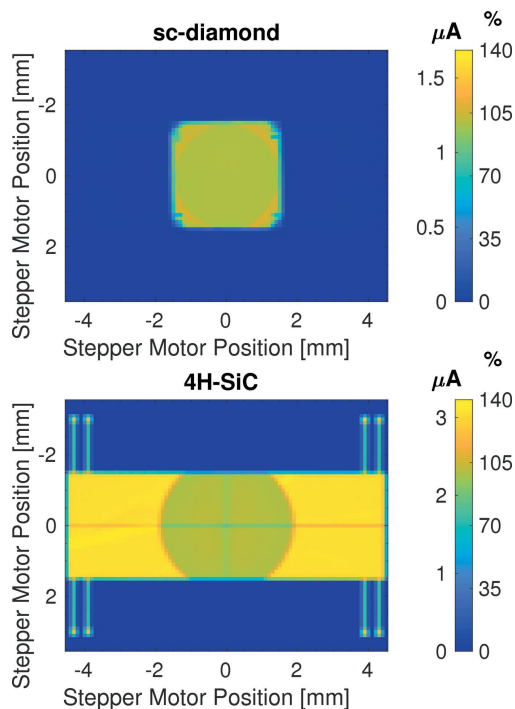 sc-diamond
μA %
Stepper Motor Position [mm]
-2
0
2
-4 -2 0 2 4
Stepper Motor Position [mm]
1.5
1
0.5
0
140
105
70
35
0
4H-SiC
μA %
Stepper Motor Position [mm]
-2
0
2
-4 -2 0 2 4
Stepper Motor Position [mm]
3
2
1
0
140
105
70
35
0